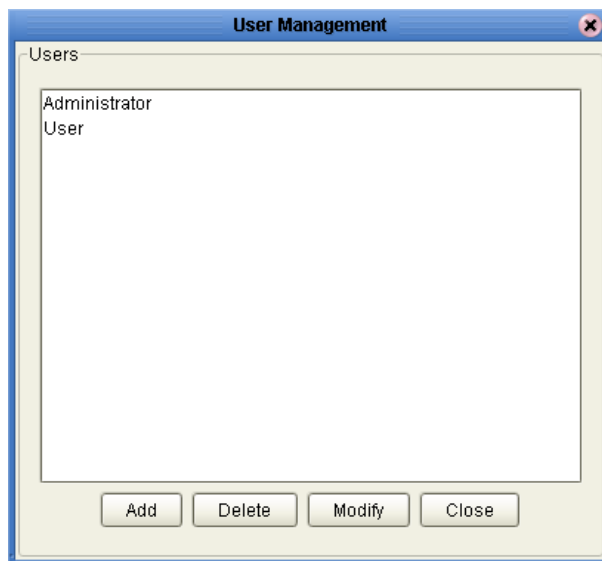 User Management
Users
Administrator
User
Add Delete Modify Close